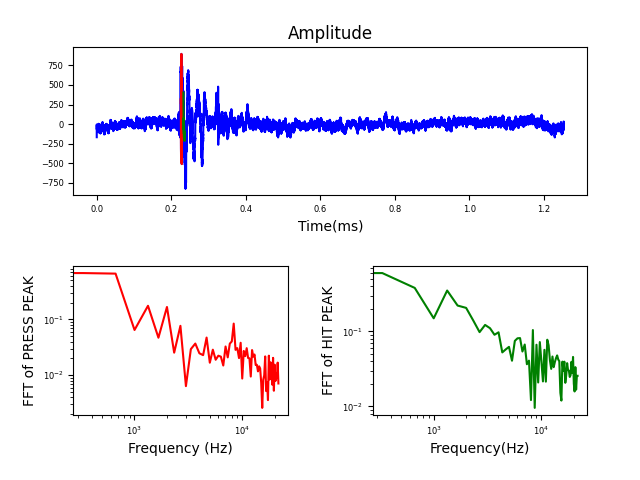 Amplitude
750
500
250
0
−250
−500
−750
0.0 0.2 0.4 0.6 0.8 1.0 1.2
Time(ms)
FFT of PRESS PEAK
10⁻¹
10⁻²
10³ 10⁴
Frequency (Hz)
FFT of HIT PEAK
10⁻¹
10⁻²
10³ 10⁴
Frequency(Hz)